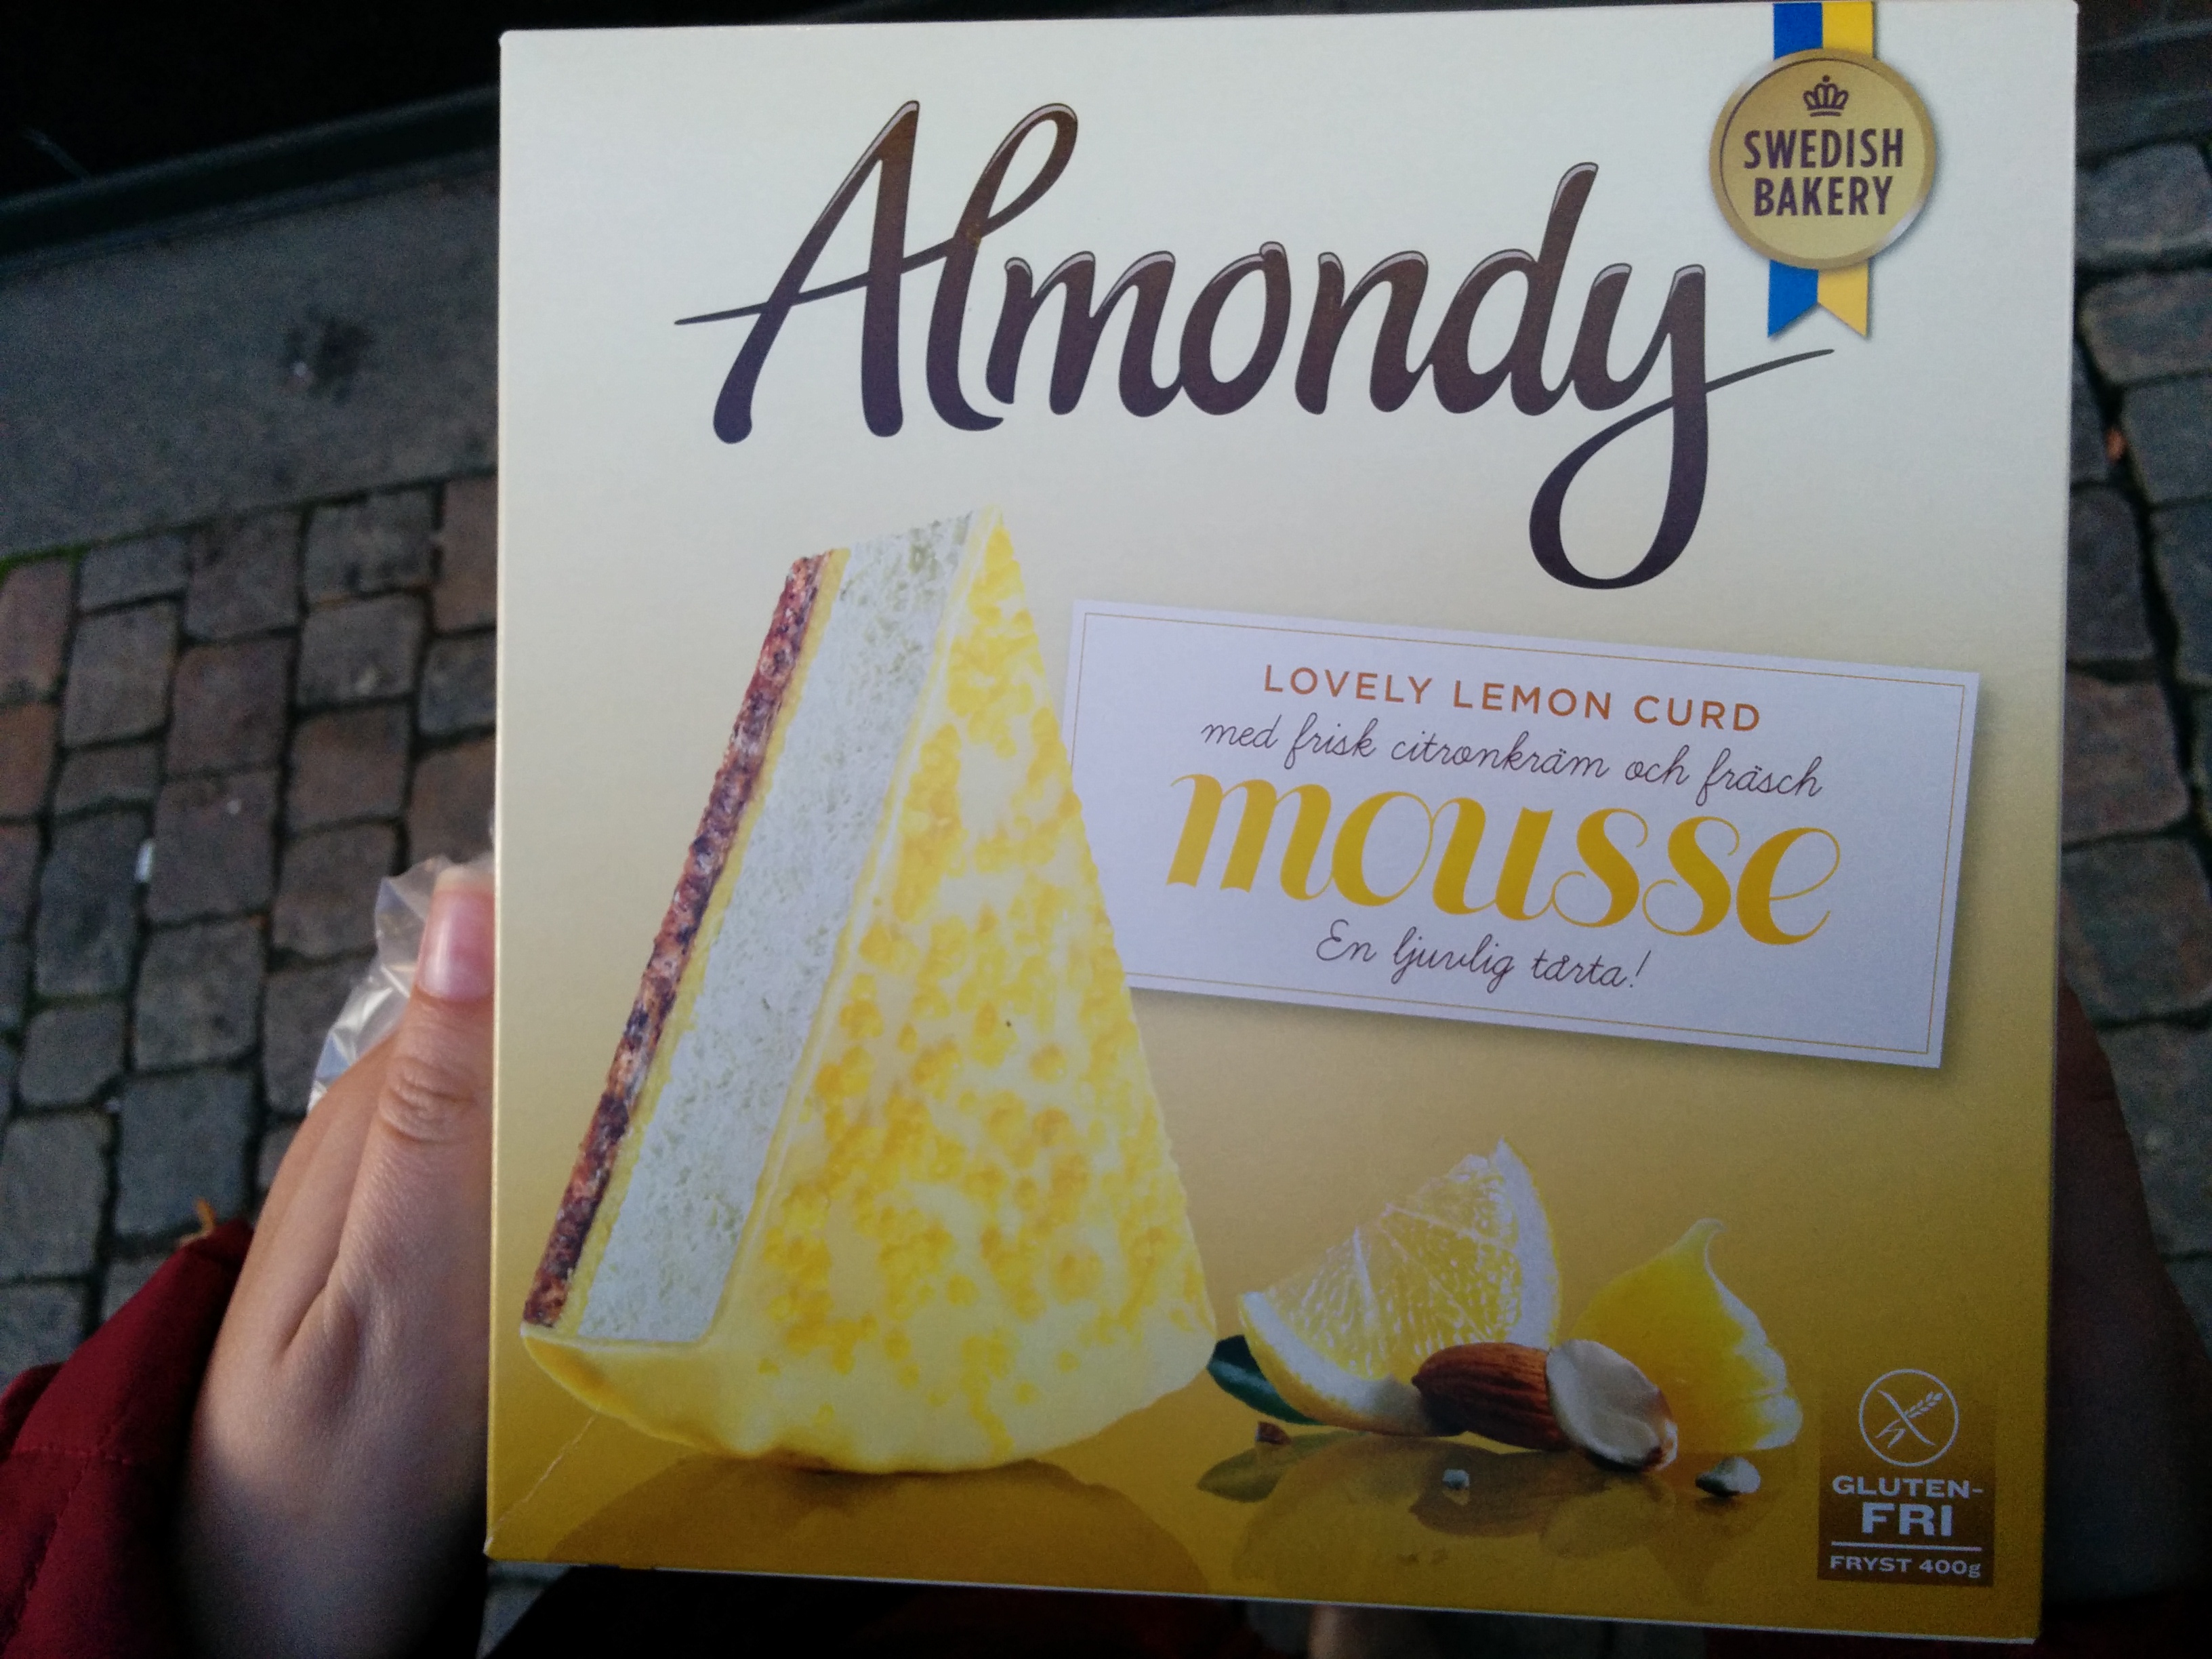 SWEDISH
BAKERY
Almondy
LOVELY LEMON CURD
med frisk citronkräm och fräsch
mousse
En ljuvlig tårta!
GLUTEN-
FRI
FRYST 400g